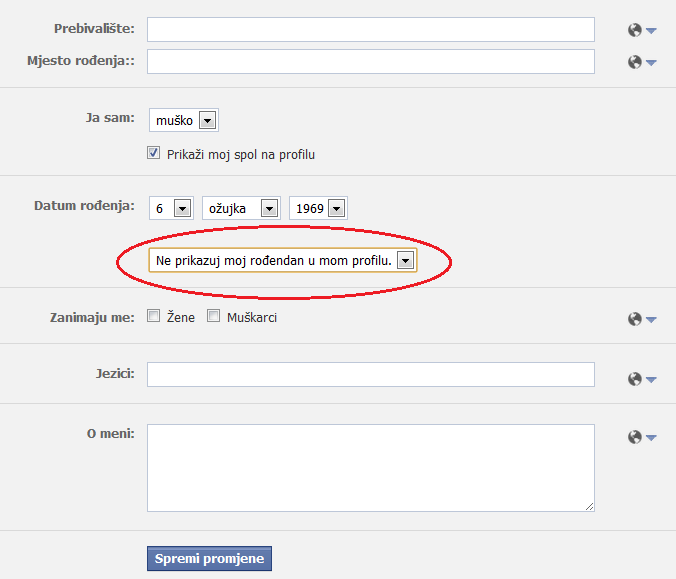 Prebivalište:
Mjesto rođenja::
Ja sam: muško
Prikaži moj spol na profilu
Datum rođenja: 6 ožujka 1969
Ne prikazuj moj rođendan u mom profilu.
Zanimaju me: Žene Muškarci
Jezici:
O meni:
Spremi promjene